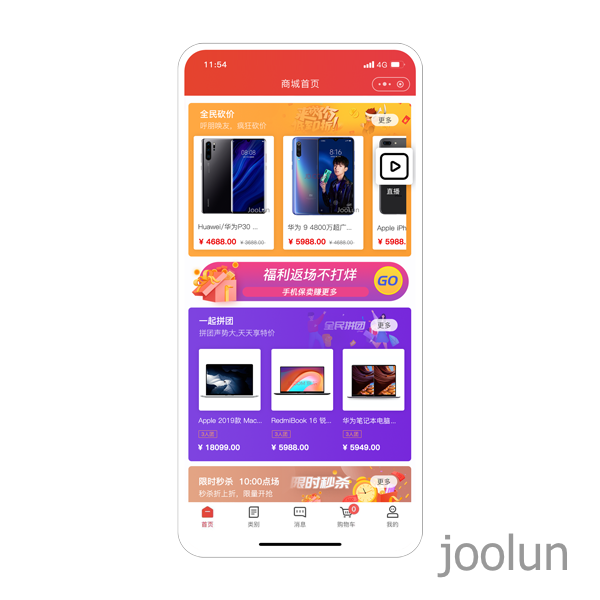 11:54
4G
商城首页
全民砍价
呼朋唤友，疯狂砍价
更多
08:08
8:16
直播
JooLun
JooLun
Huawei/华为P30 ...
华为 9 4800万超广...
Apple iPh
¥ 4688.00
¥ 5988.00
¥ 4688.00
¥ 5988.
福利返场不打烊
手机保卖赚更多
GO
一起拼团
拼团声势大,天天享特价
全民拼团
更多
Apple 2019款 Mac...
RedmiBook 16 锐...
华为笔记本电脑...
5人团
3人团
3人团
¥ 18099.00
¥ 5988.00
¥ 5949.00
限时秒杀 10:00点场
秒杀折上折，限量开抢
限时秒杀
更多
0
首页
类别
消息
购物车
我的
joolun